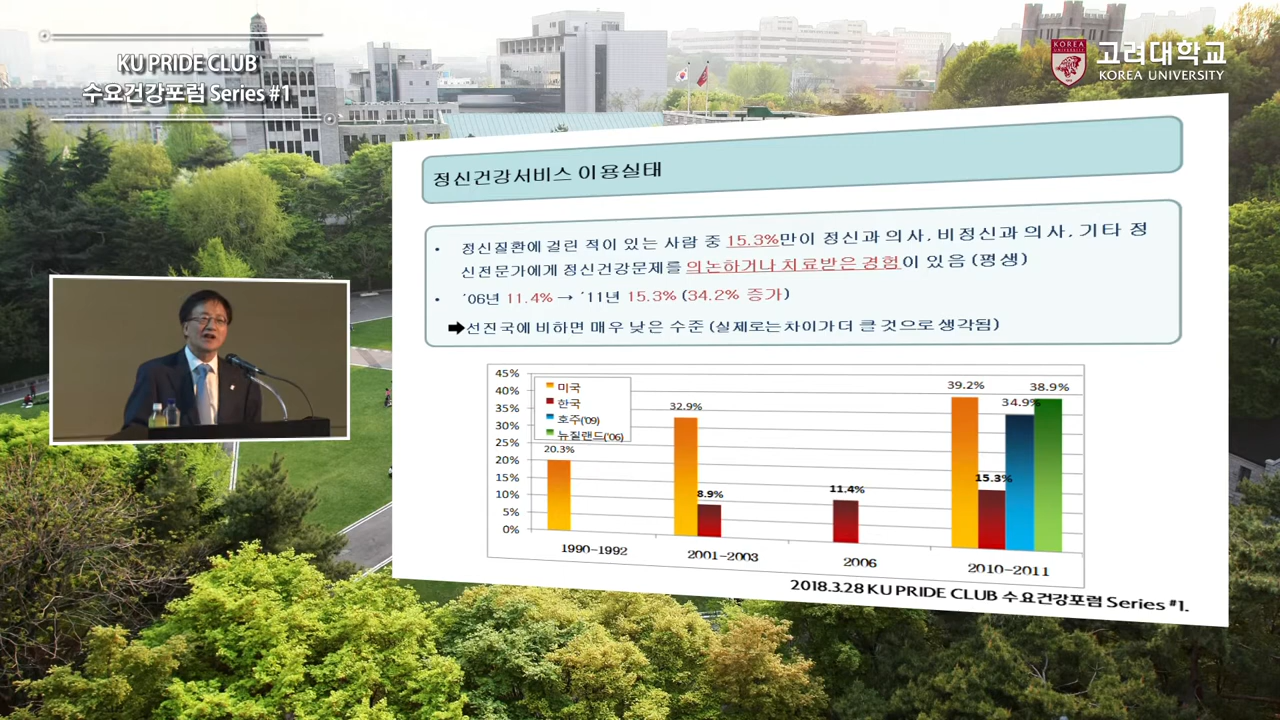 KU PRIDE CLUB
수요건강포럼 Series #1
KOREA UNIVERSITY
고려대학교
KOREA UNIVERSITY
정신건강서비스 이용실태
• 정신질환에 걸린 적이 있는 사람 중 15.3%만이 정신과 의사, 비정신과 의사, 기타 정
신전문가에게 정신건강문제를 의논하거나 치료받은 경험이 있음 (평생)
• ´06년 11.4% → ´11년 15.3% (34.2% 증가)
➡선진국에 비하면 매우 낮은 수준 (실제로는 차이가 더 클 것으로 생각됨)
45%
40%
35%
30%
25%
20%
15%
10%
5%
0%
미국
한국
호주('09)
뉴질랜드('06)
20.3%
32.9%
8.9%
11.4%
39.2%
15.3%
34.9%
38.9%
1990-1992
2001-2003
2006
2010-2011
2018.3.28 KU PRIDE CLUB 수요건강포럼 Series #1.